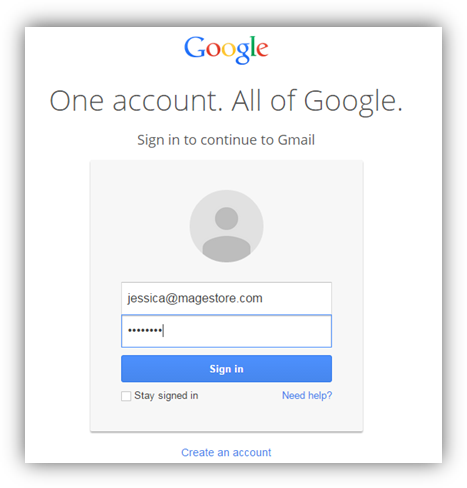 Google
One account. All of Google.
Sign in to continue to Gmail
jessica@magestore.com
••••••••
Sign in
Stay signed in Need help?
Create an account